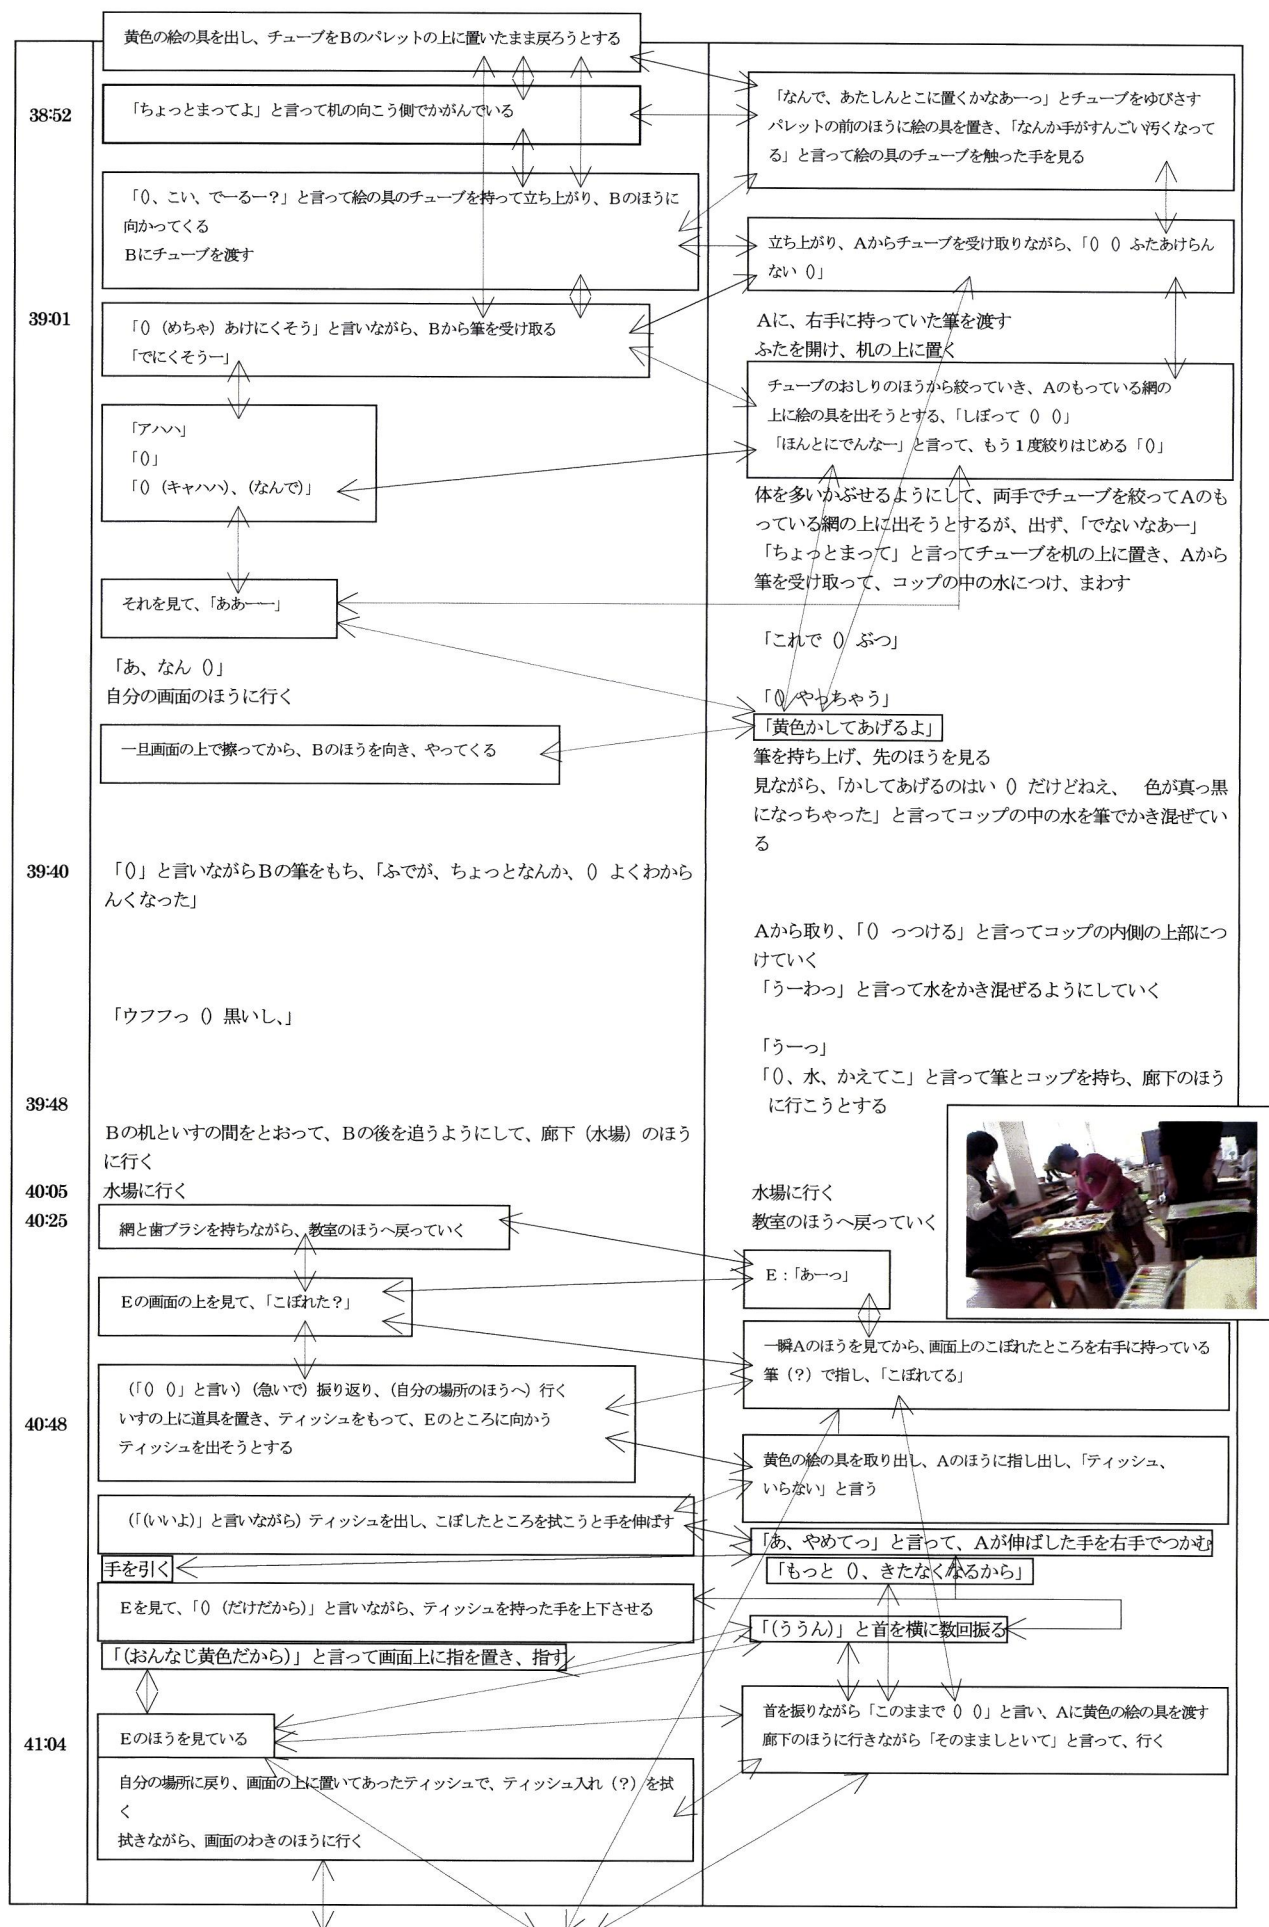 黄色の絵の具を出し、チューブをBのパレットの上に置いたまま戻ろうとする
38:52
「ちょっとまってよ」と言って机の向こう側でかがんでいる
「なんで、あたしんとこに置くかなあーっ」とチューブをゆびさす
パレットの前のほうに絵の具を置き、「なんか手がすんごい汚くなって
る」と言って絵の具のチューブを触った手を見る
「()、こい、でーるー？」と言って絵の具のチューブを持って立ち上がり、Bのほうに
向かってくる
Bにチューブを渡す
立ち上がり、Aからチューブを受け取りながら、「() () ふたあけらん
ない ()」
39:01
「()（めちゃ）あけにくそう」と言いながら、Bから筆を受け取る
「でにくそうー」
Aに、右手に持っていた筆を渡す
ふたを開け、机の上に置く
チューブのおしりのほうから絞っていき、Aのもっている網の
上に絵の具を出そうとする、「しぼって () ()」
「ほんとにでんなー」と言って、もう１度絞りはじめる「()」
「アハハ」
「()」
「()（キャハハ）、（なんで）」
体を多いかぶせるようにして、両手でチューブを絞ってAのも
っている網の上に出そうとするが、出ず、「でないなあー」
「ちょっとまって」と言ってチューブを机の上に置き、Aから
筆を受け取って、コップの中の水につけ、まわす
それを見て、「ああー―」
「これで () ぶつ」
「あ、なん ()」
自分の画面のほうに行く
「() やっちゃう」
「黄色かしてあげるよ」
一旦画面の上で擦ってから、Bのほうを向き、やってくる
筆を持ち上げ、先のほうを見る
見ながら、「かしてあげるのはい () だけどねえ、　色が真っ黒
になっちゃった」と言ってコップの中の水を筆でかき混ぜてい
る
39:40
「()」と言いながらBの筆をもち、「ふでが、ちょっとなんか、() よくわから
んくなった」
Aから取り、「() っつける」と言ってコップの内側の上部につ
けていく
「うーわっ」と言って水をかき混ぜるようにしていく
「ウフフっ () 黒いし、」
「うーっ」
「()、水、かえてこ」と言って筆とコップを持ち、廊下のほう
に行こうとする
39:48
Bの机といすの間をとおって、Bの後を追うようにして、廊下（水場）のほう
に行く
40:05
水場に行く
水場に行く
40:25
網と歯ブラシを持ちながら、教室のほうへ戻っていく
教室のほうへ戻っていく
E：「あーっ」
Eの画面の上を見て、「こぼれた？」
一瞬Aのほうを見てから、画面上のこぼれたところを右手に持っている
筆（？）で指し、「こぼれてる」
（「() ()」と言い）（急いで）振り返り、（自分の場所のほうへ）行く
いすの上に道具を置き、ティッシュをもって、Eのところに向かう
ティッシュを出そうとする
40:48
黄色の絵の具を取り出し、Aのほうに指し出し、「ティッシュ、
いらない」と言う
（「（いいよ）」と言いながら）ティッシュを出し、こぼしたところを拭こうと手を伸ばす
「あ、やめてっ」と言って、Aが伸ばした手を右手でつかむ
手を引く
「もっと ()、きたなくなるから」
Eを見て、「()（だけだから）」と言いながら、ティッシュを持った手を上下させる
「（ううん）」と首を横に数回振る
「（おんなじ黄色だから）」と言って画面上に指を置き、指す
首を振りながら「このままで () ()」と言い、Aに黄色の絵の具を渡す
廊下のほうに行きながら「そのまましといて」と言って、行く
Eのほうを見ている
41:04
自分の場所に戻り、画面の上に置いてあったティッシュで、ティッシュ入れ（？）を拭
く
拭きながら、画面のわきのほうに行く